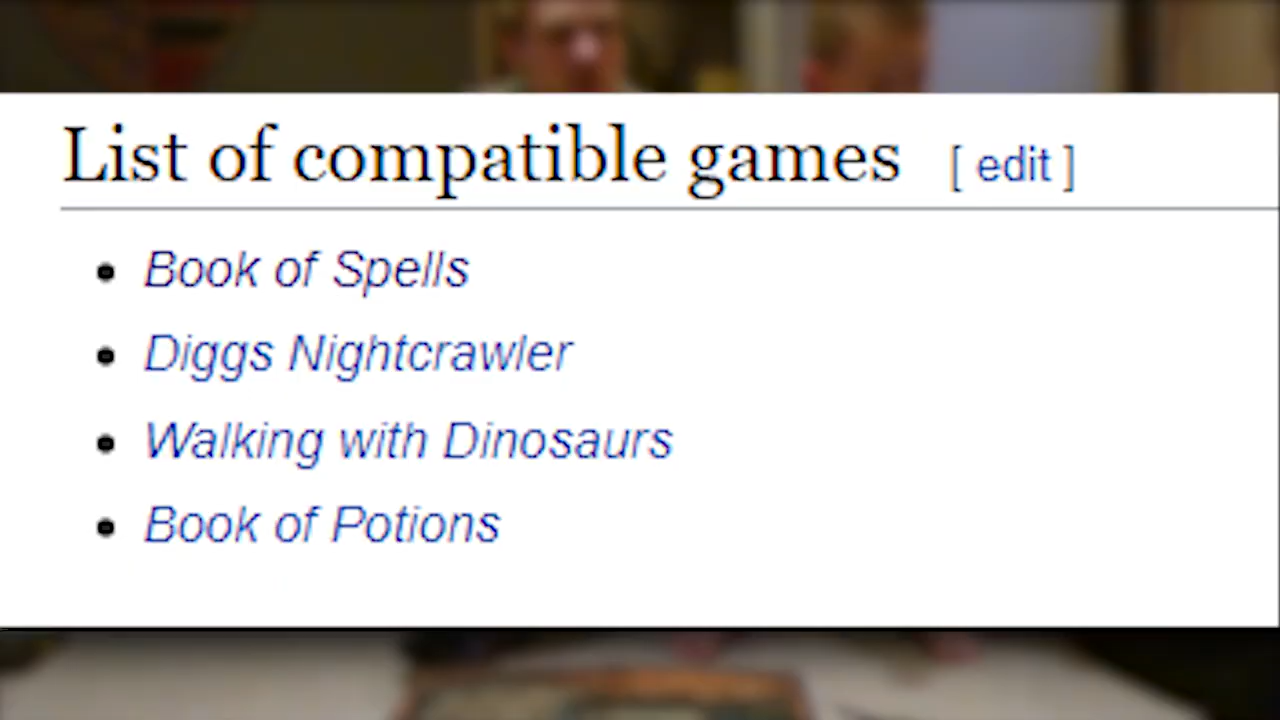 List of compatible games [ edit ]
Book of Spells
Diggs Nightcrawler
Walking with Dinosaurs
Book of Potions